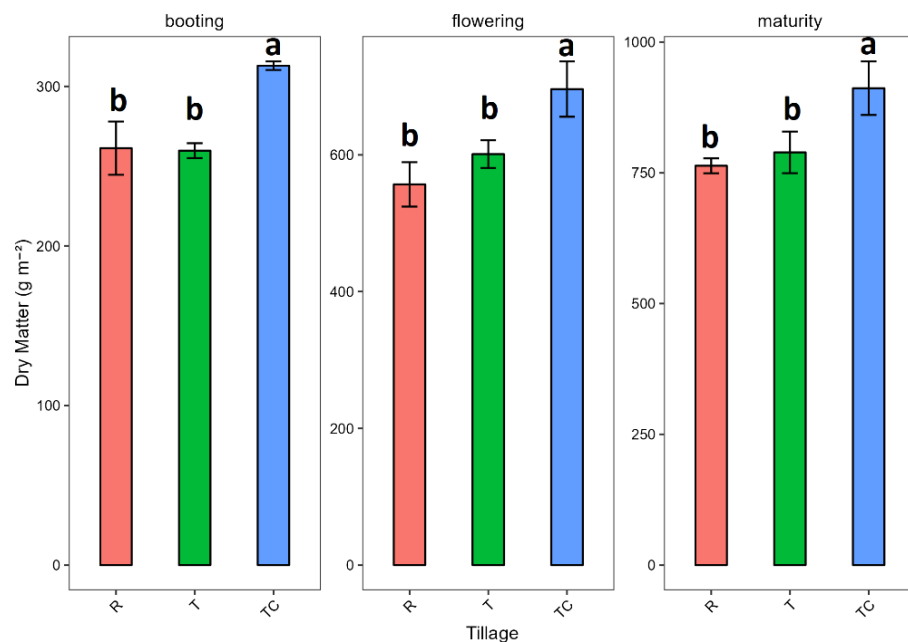 booting
flowering
maturity
Dry Matter (g m⁻²)
300
200
100
0
b
b
a
R
T
TC
600
400
200
0
b
b
a
R
T
TC
1000
750
500
250
0
b
b
a
R
T
TC
Tillage